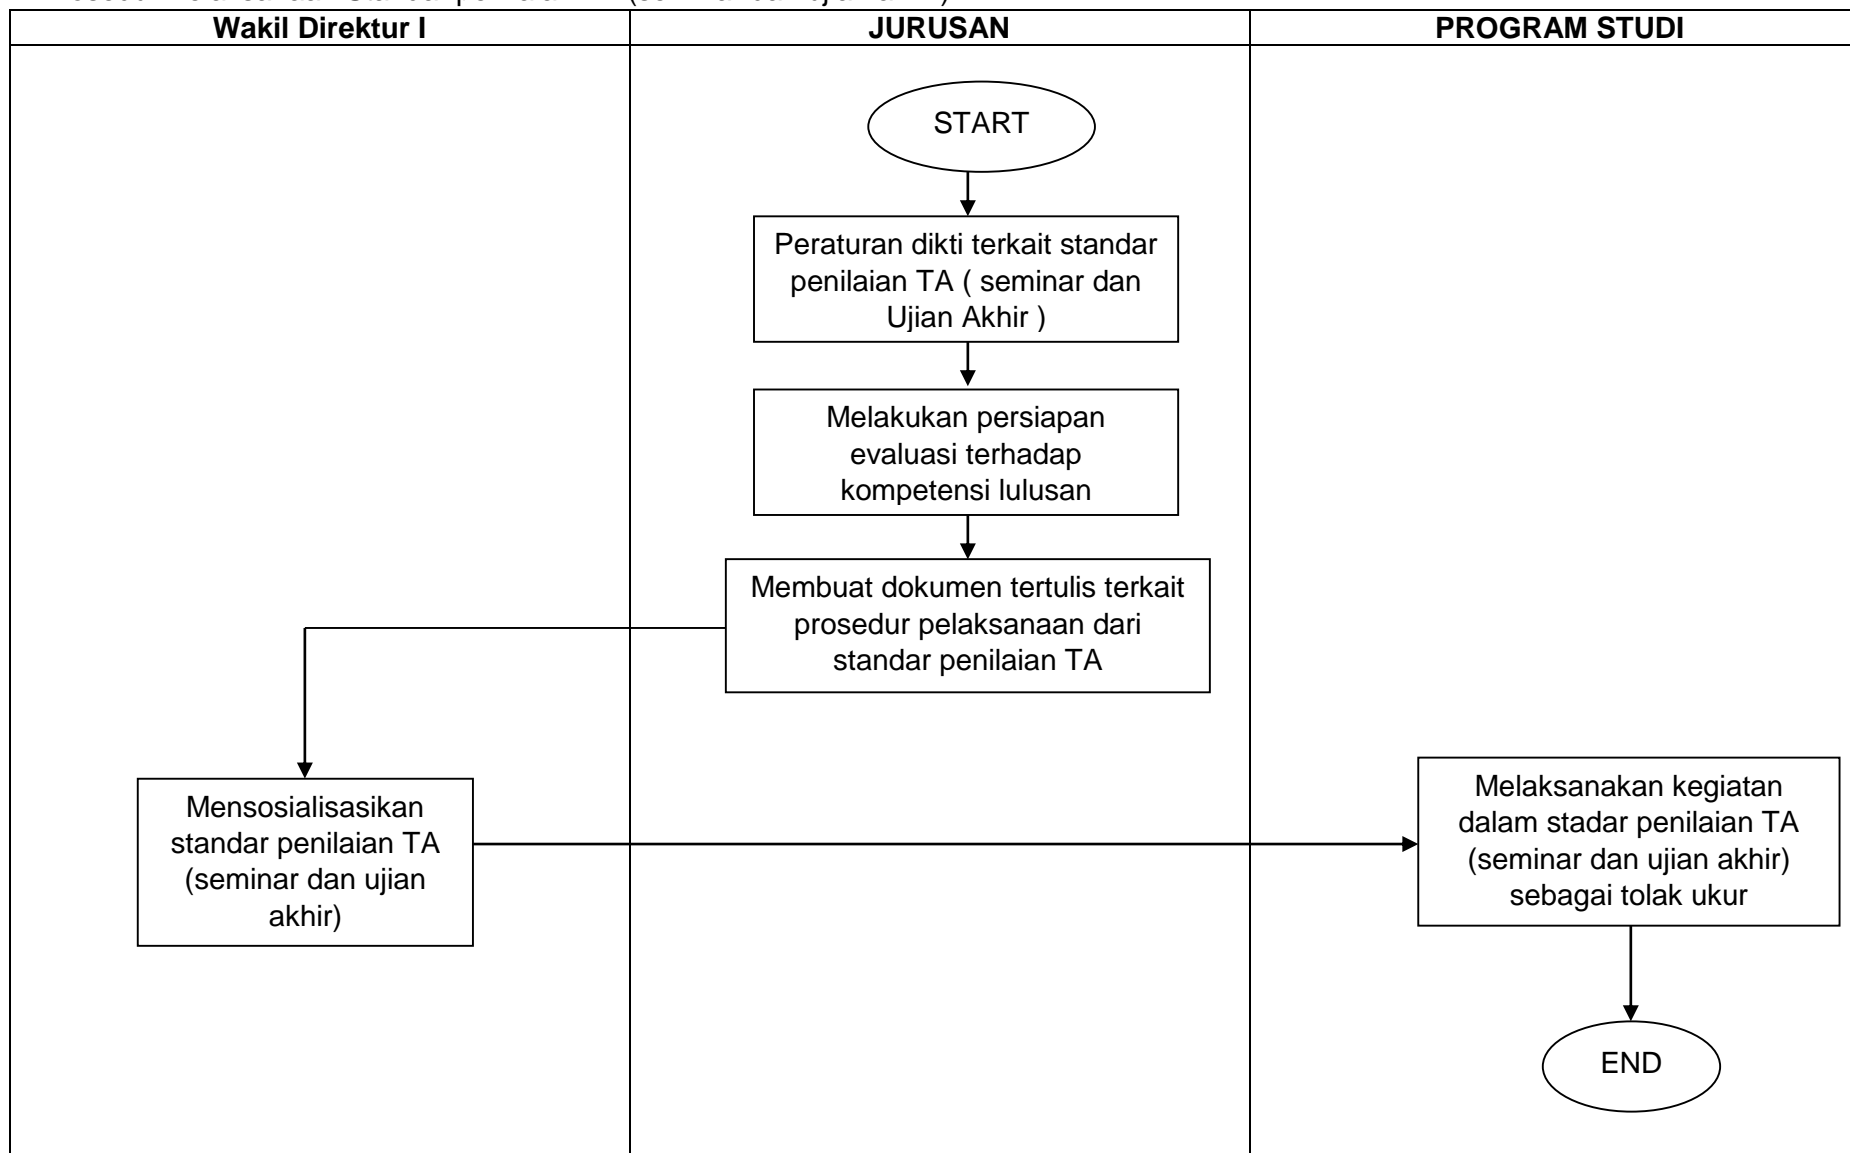 Wakil Direktur I
JURUSAN
PROGRAM STUDI
START
Peraturan dikti terkait standar
penilaian TA ( seminar dan
Ujian Akhir )
Melakukan persiapan
evaluasi terhadap
kompetensi lulusan
Membuat dokumen tertulis terkait
prosedur pelaksanaan dari
standar penilaian TA
Mensosialisasikan
standar penilaian TA
(seminar dan ujian
akhir)
Melaksanakan kegiatan
dalam stadar penilaian TA
(seminar dan ujian akhir)
sebagai tolak ukur
END